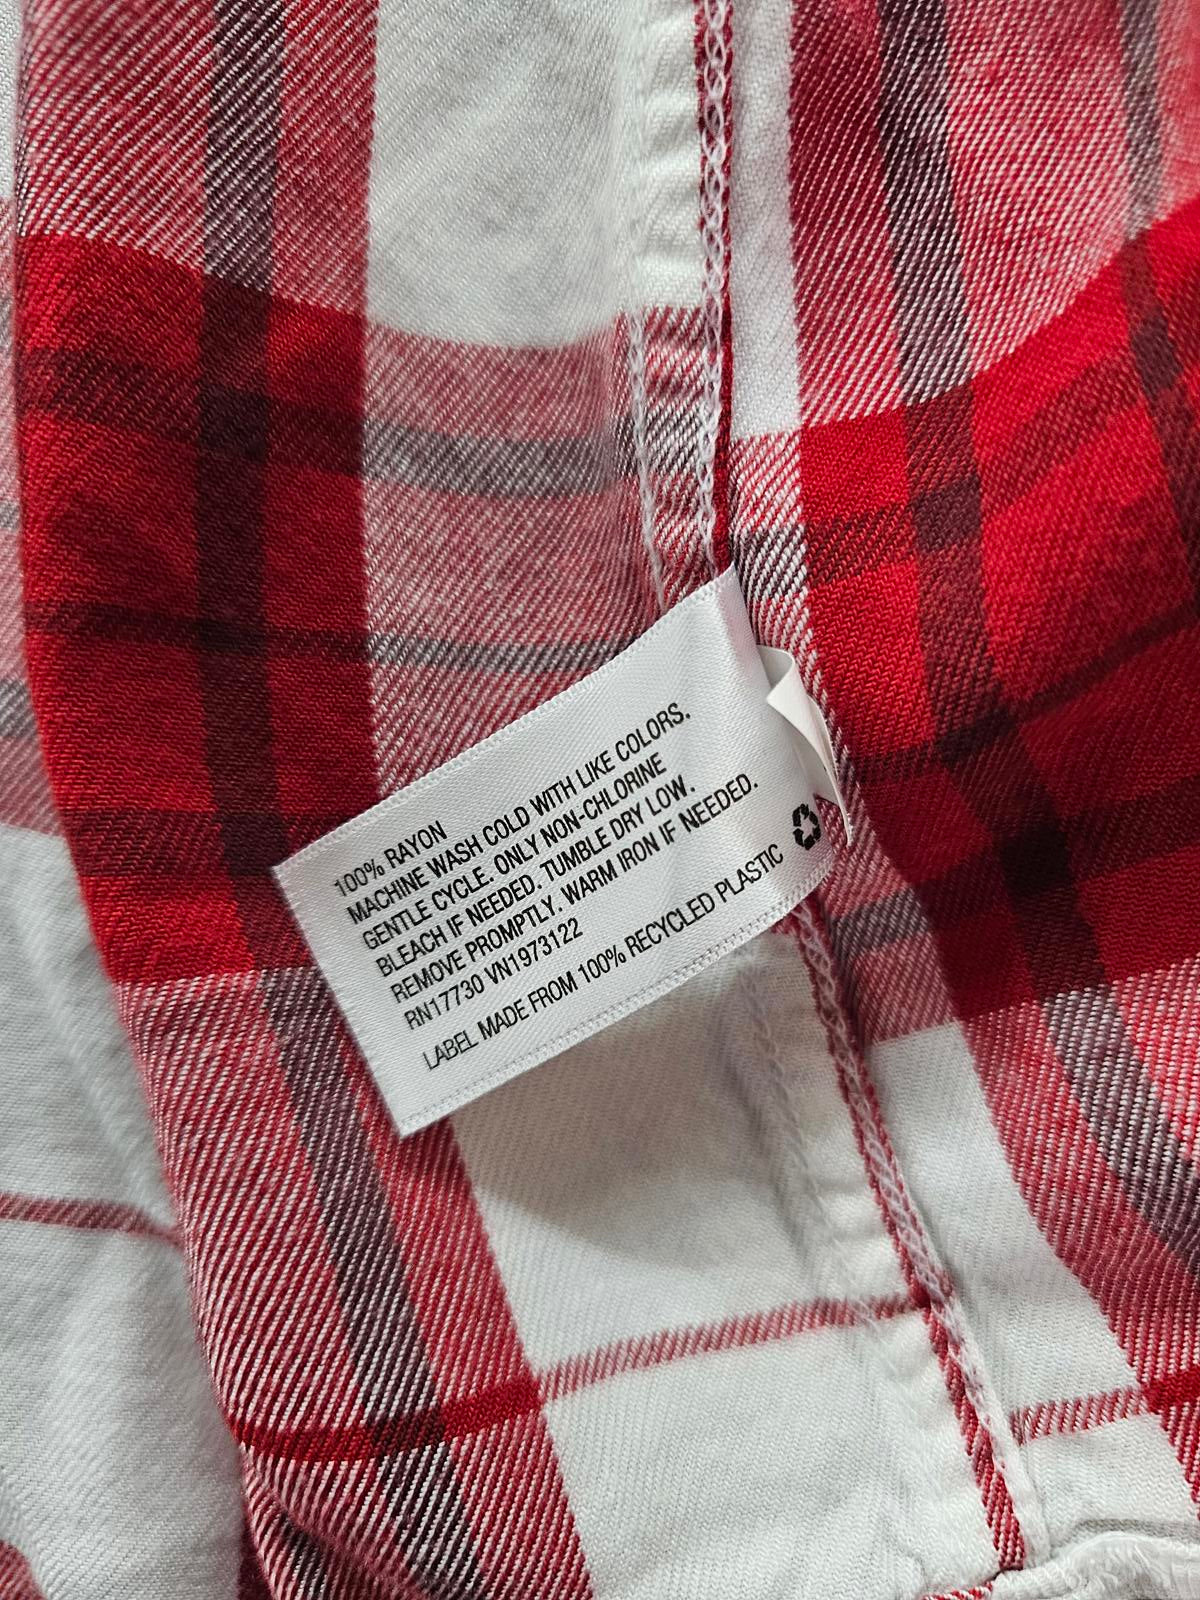 100% RAYON
MACHINE WASH COLD WITH LIKE COLORS.
GENTLE CYCLE. ONLY NON-CHLORINE
BLEACH IF NEEDED. TUMBLE DRY LOW.
REMOVE PROMPTLY. WARM IRON IF NEEDED.
RN17730 VN1973122
LABEL MADE FROM 100% RECYCLED PLASTIC